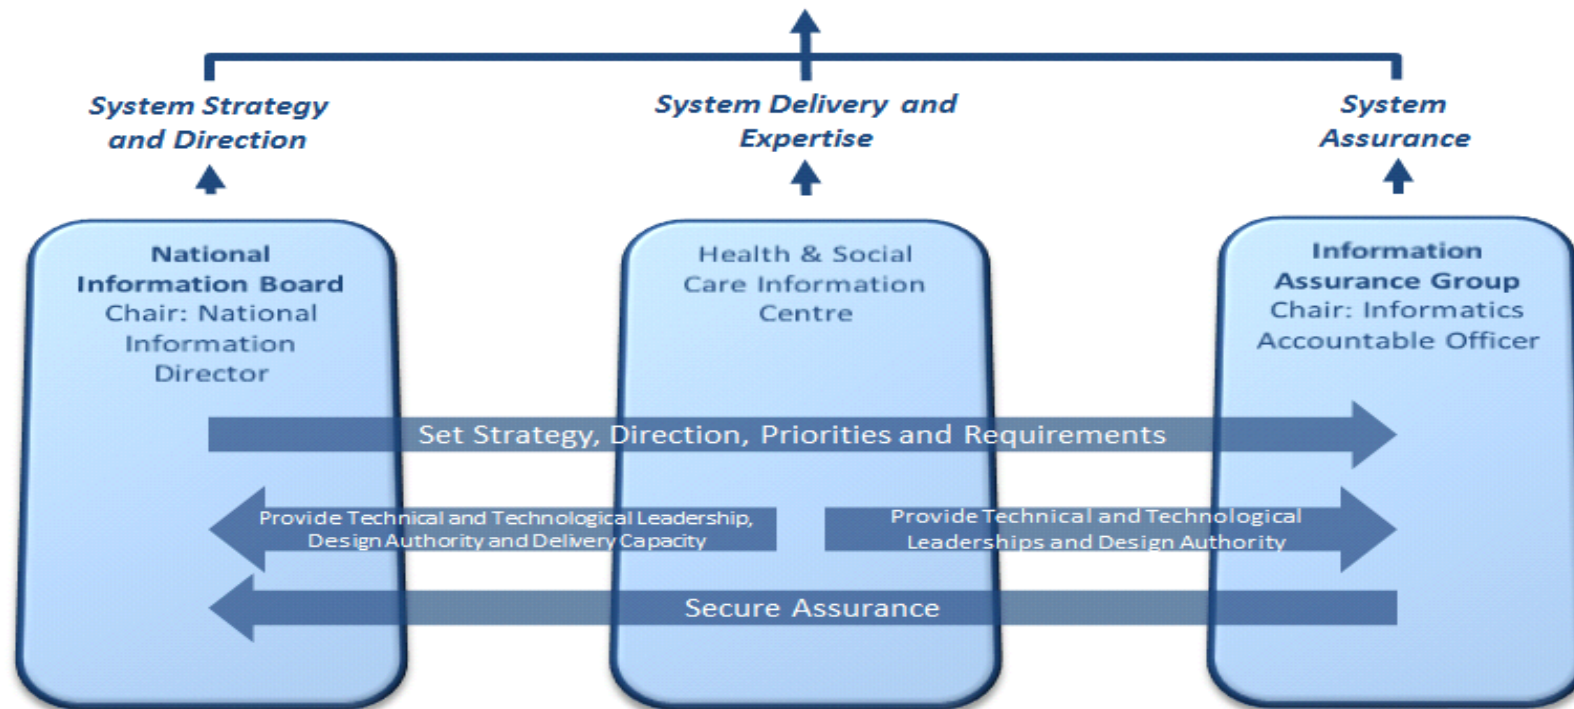 System Strategy
and Direction
System Delivery and
Expertise
System
Assurance
National
Information Board
Chair: National
Information
Director
Health & Social
Care Information
Centre
Information
Assurance Group
Chair: Informatics
Accountable Officer
Set Strategy, Direction, Priorities and Requirements
Provide Technical and Technological Leadership,
Design Authority and Delivery Capacity
Provide Technical and Technological
Leaderships and Design Authority
Secure Assurance